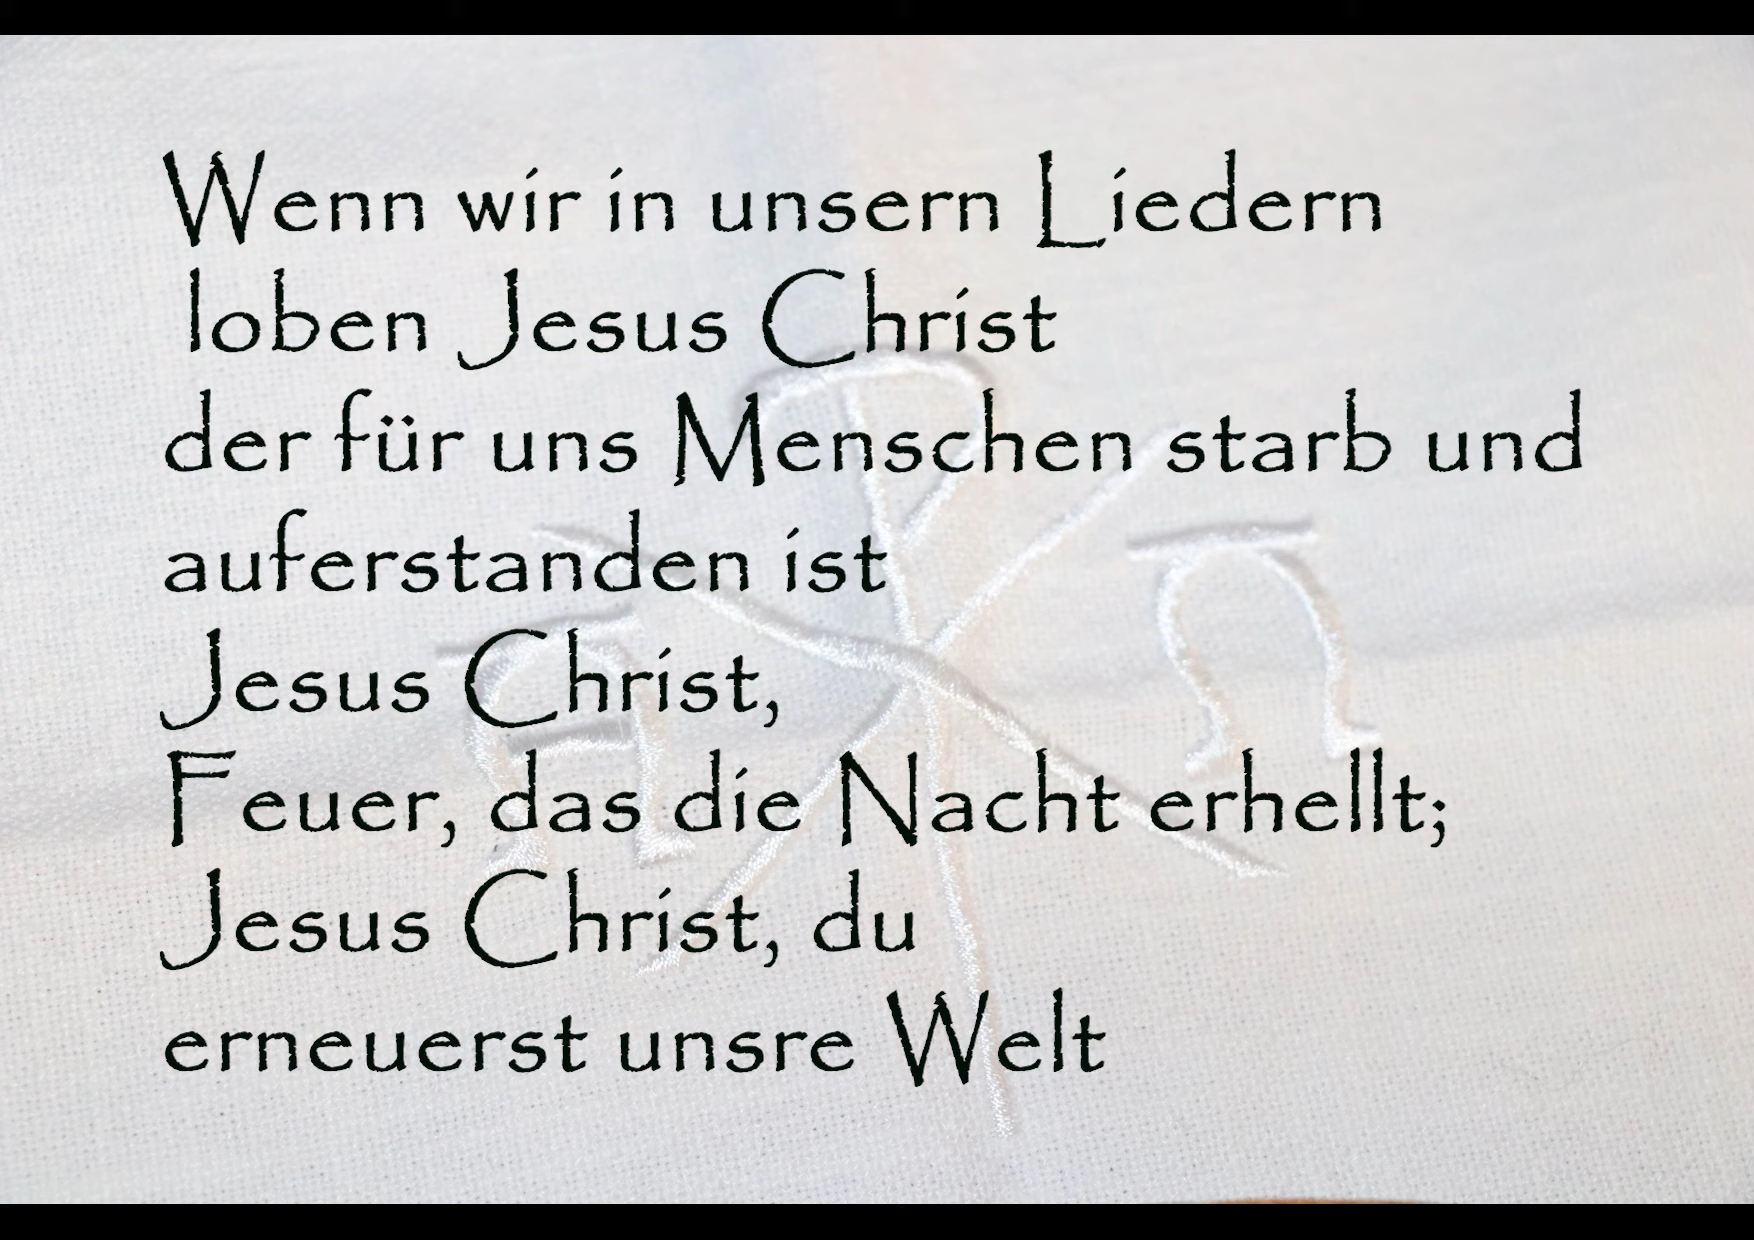 Wenn wir in unsern Liedern
loben Jesus Christ
der für uns Menschen starb und
auferstanden ist
Jesus Christ,
Feuer, das die Nacht erhellt;
Jesus Christ, du
erneuerst unsre Welt